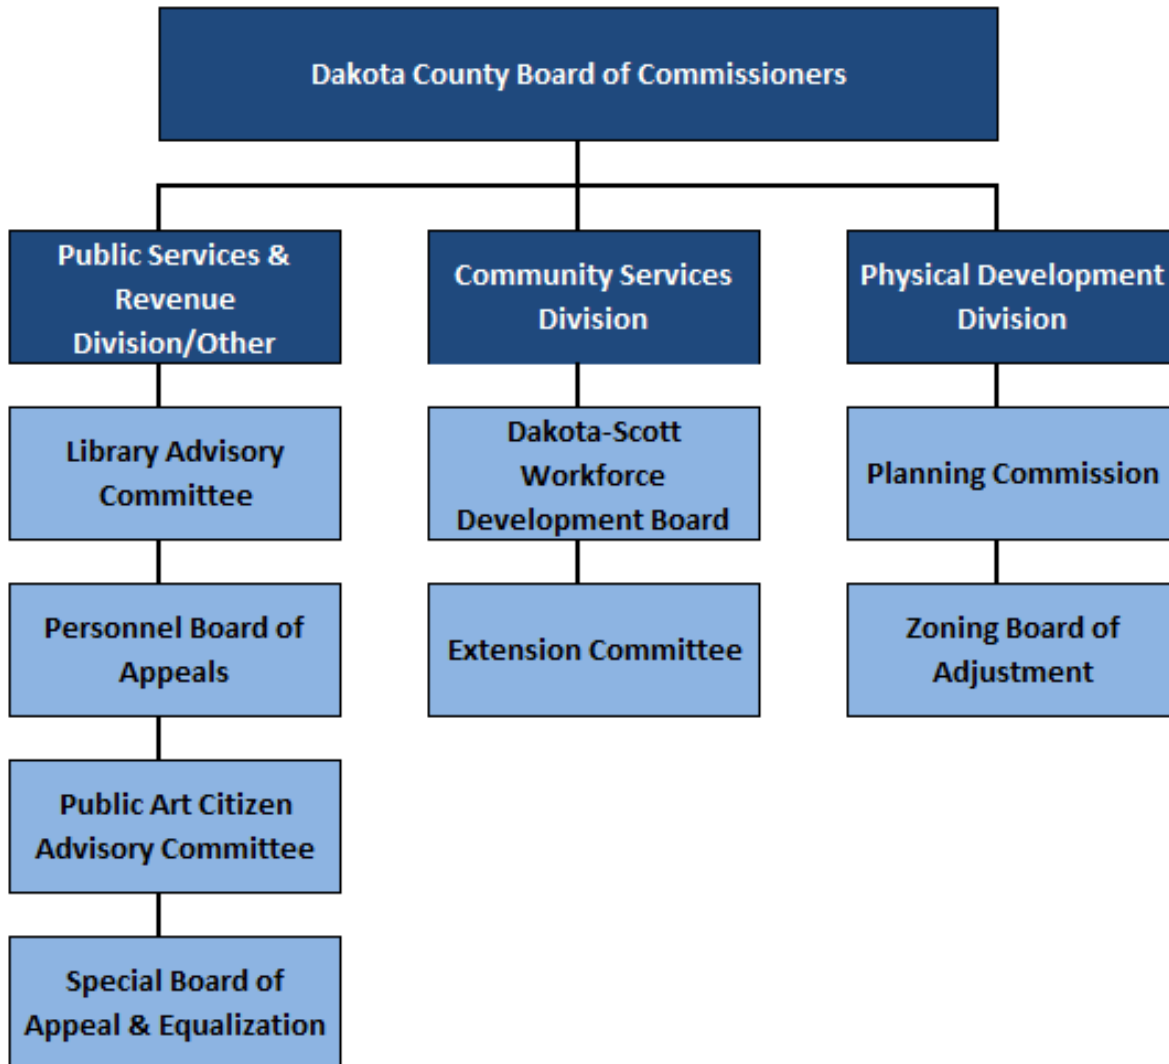 Dakota County Board of Commissioners
Public Services &
Revenue
Division/Other
Community Services
Division
Physical Development
Division
Library Advisory
Committee
Dakota-Scott
Workforce
Development Board
Planning Commission
Personnel Board of
Appeals
Extension Committee
Zoning Board of
Adjustment
Public Art Citizen
Advisory Committee
Special Board of
Appeal & Equalization